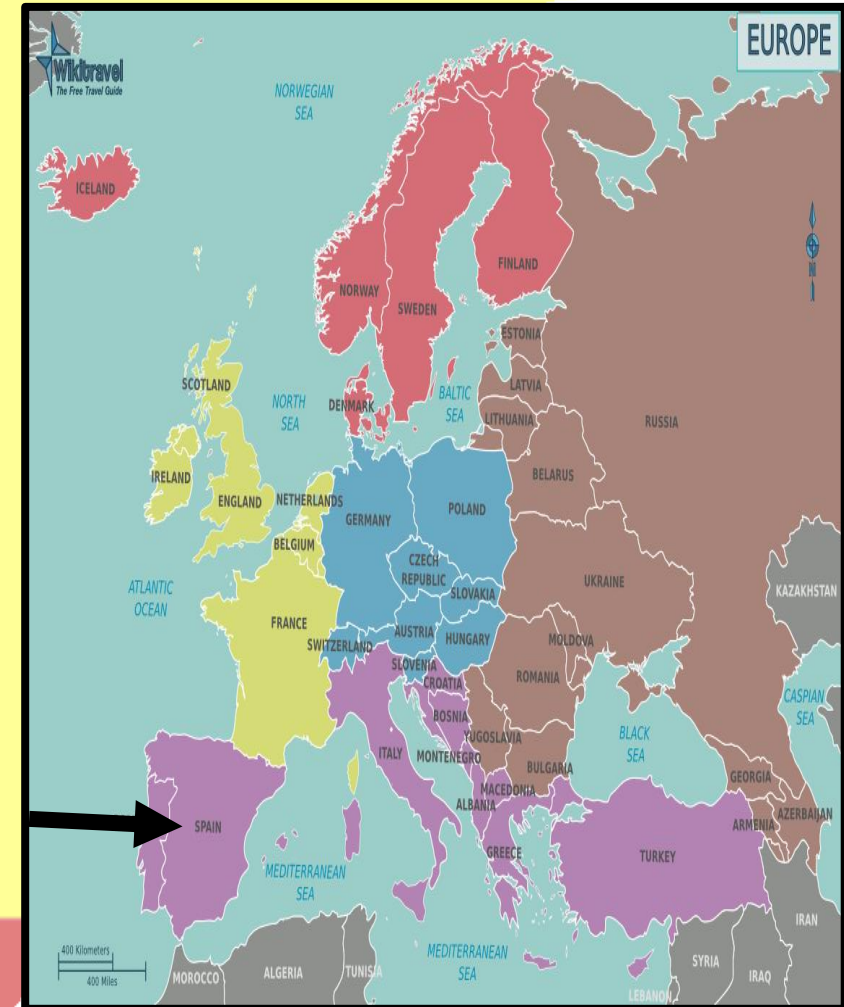 EUROPE
Wikitravel
The Free Travel Guide
NORWEGIAN
SEA
ICELAND
FINLAND
NORWAY
SWEDEN
ESTONIA
SCOTLAND
LATVIA
BALTIC
SEA
NORTH
SEA
DENMARK
LITHUANIA
RUSSIA
IRELAND
BELARUS
ENGLAND
NETHERLANDS
POLAND
GERMANY
BELGIUM
CZECH
REPUBLIC
UKRAINE
ATLANTIC
OCEAN
SLOVAKIA
KAZAKHSTAN
FRANCE
AUSTRIA
HUNGARY
MOLDOVA
SWITZERLAND
SLOVENIA
ROMANIA
CROATIA
CASPIAN
SEA
BOSNIA
BLACK
SEA
YUGOSLAVIA
ITALY
MONTENEGRO
BULGARIA
GEORGIA
MACEDONIA
ALBANIA
AZERBAIJAN
ARMENIA
SPAIN
GREECE
TURKEY
MEDITERRANEAN
SEA
IRAN
400 Kilometers
400 Miles
MEDITERRANEAN
SEA
SYRIA
MOROCCO
ALGERIA
TUNISIA
IRAQ
LEBANON
N